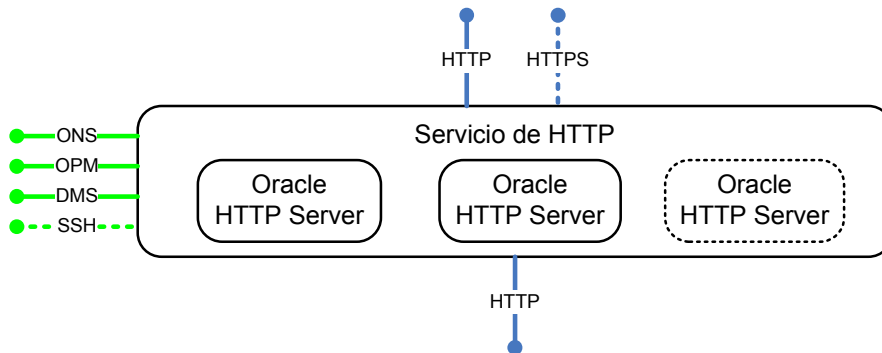 HTTP
HTTPS
Servicio de HTTP
ONS
OPM
DMS
SSH
Oracle
HTTP Server
Oracle
HTTP Server
Oracle
HTTP Server
HTTP